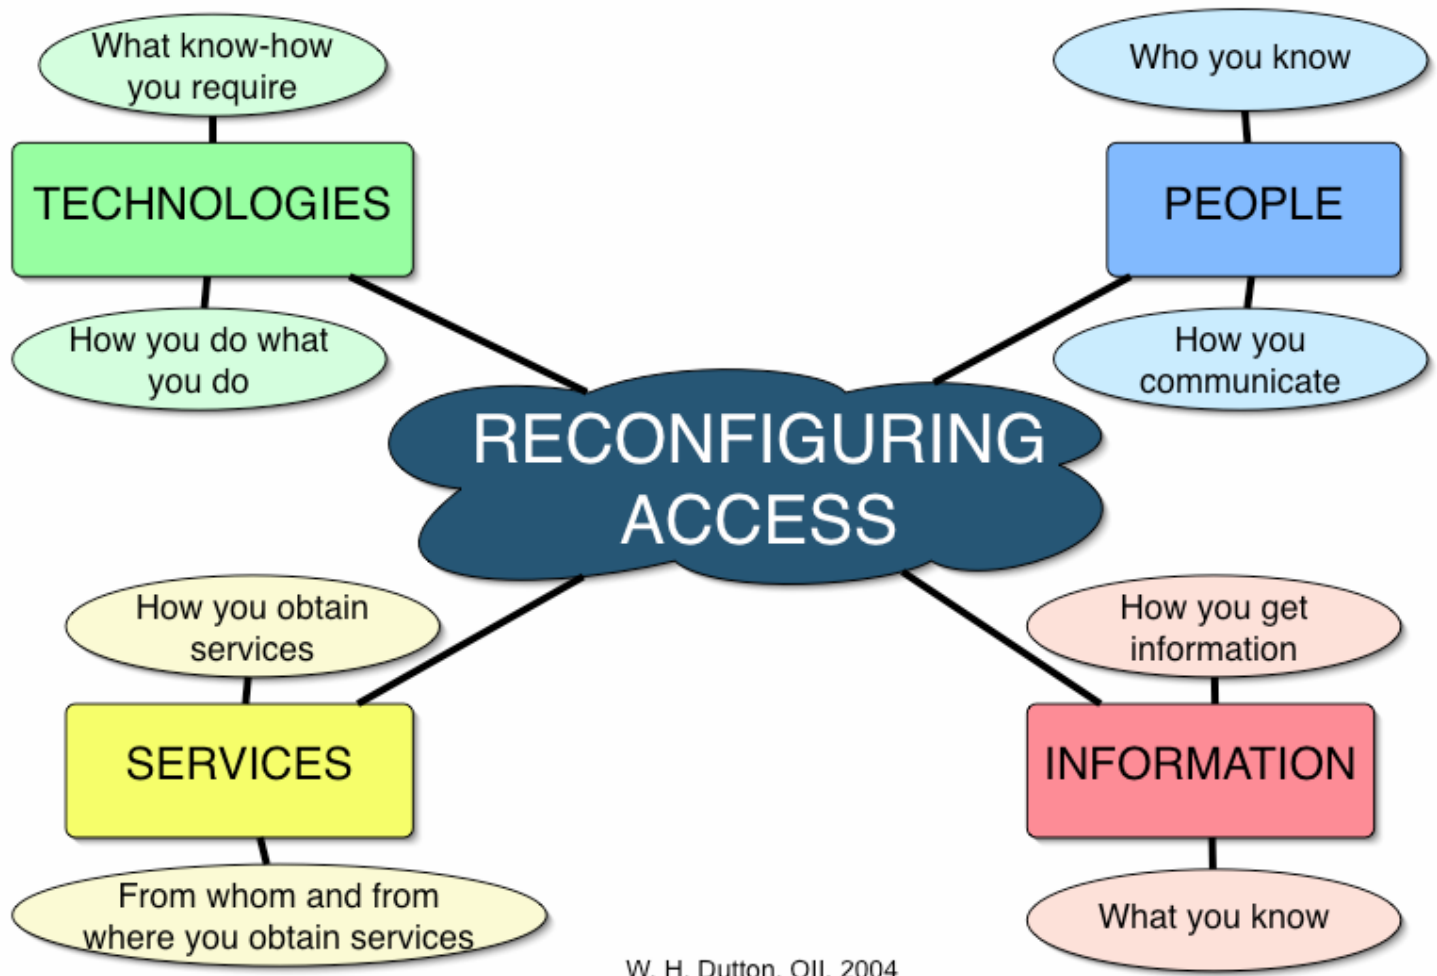 What know-how
you require
TECHNOLOGIES
How you do what
you do
Who you know
PEOPLE
How you
communicate
RECONFIGURING
ACCESS
How you obtain
services
SERVICES
From whom and from
where you obtain services
How you get
information
INFORMATION
What you know
W. H. Dutton, OII, 2004